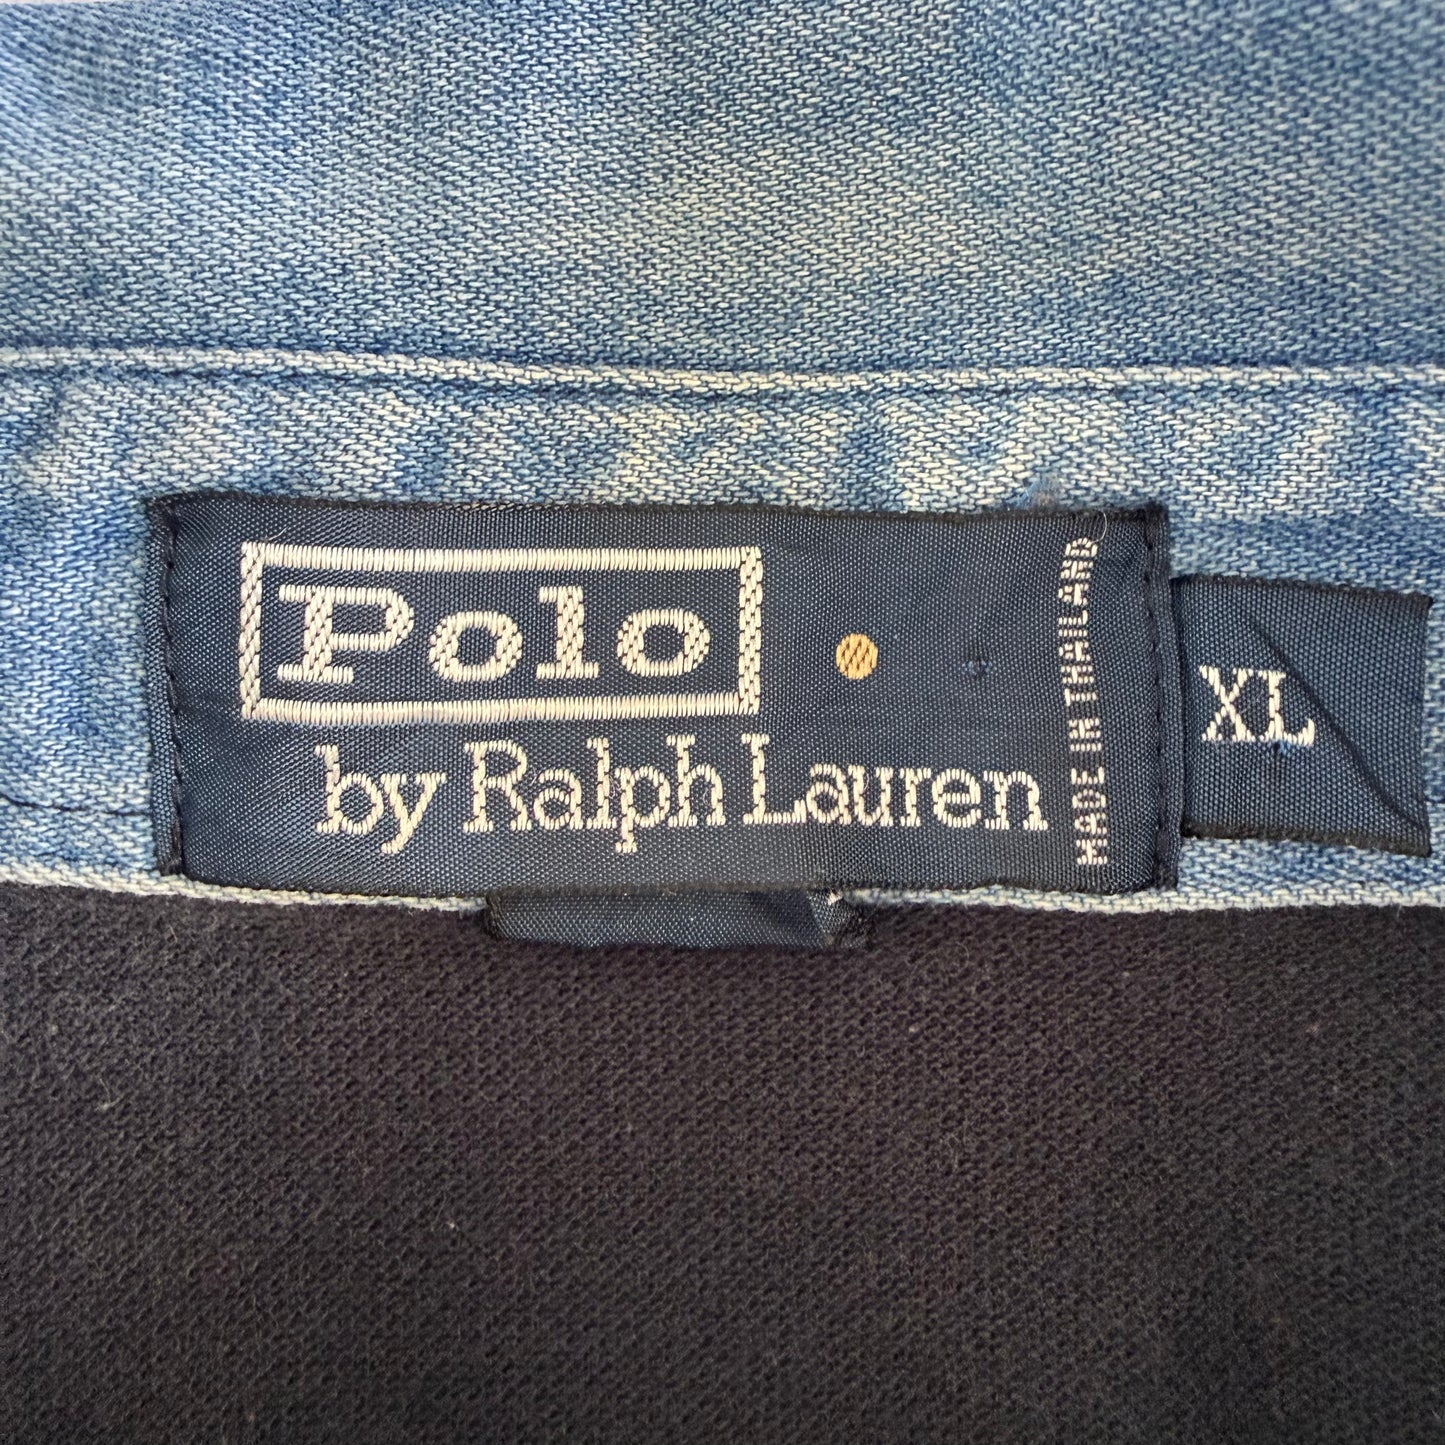 Polo
by Ralph Lauren
MADE IN THAILAND
XL